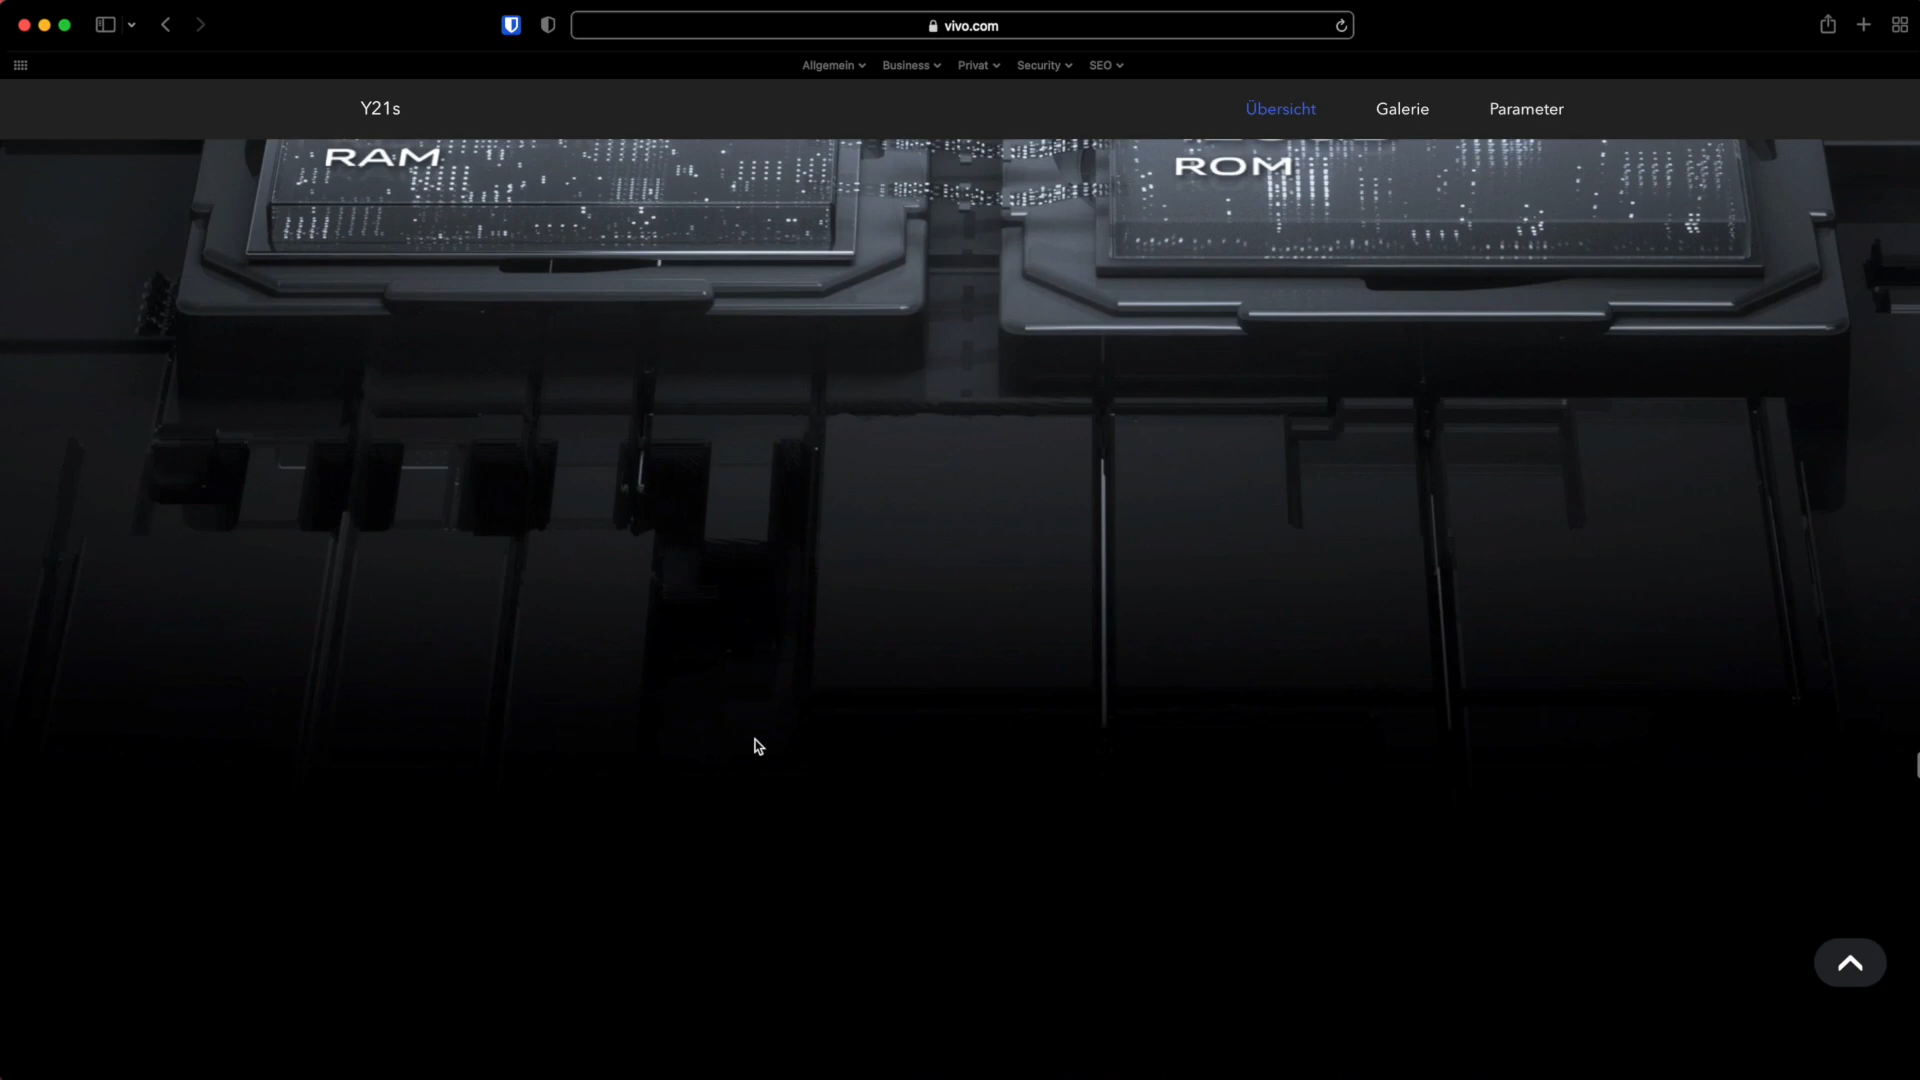 vivo.com
Allgemein Business Privat Security SEO
Y21s Übersicht Galerie Parameter
RAM ROM